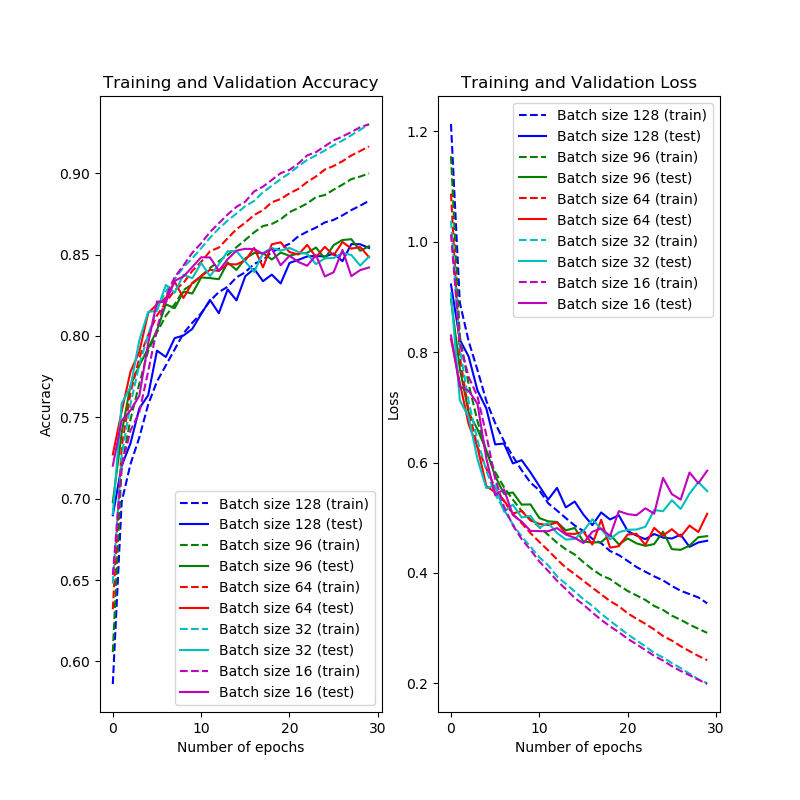 Training and Validation Accuracy
Accuracy
0.90
0.85
0.80
0.75
0.70
0.65
0.60
Batch size 128 (train)
Batch size 128 (test)
Batch size 96 (train)
Batch size 96 (test)
Batch size 64 (train)
Batch size 64 (test)
Batch size 32 (train)
Batch size 32 (test)
Batch size 16 (train)
Batch size 16 (test)
0 10 20 30
Number of epochs
Training and Validation Loss
Loss
1.2
1.0
0.8
0.6
0.4
0.2
Batch size 128 (train)
Batch size 128 (test)
Batch size 96 (train)
Batch size 96 (test)
Batch size 64 (train)
Batch size 64 (test)
Batch size 32 (train)
Batch size 32 (test)
Batch size 16 (train)
Batch size 16 (test)
0 10 20 30
Number of epochs